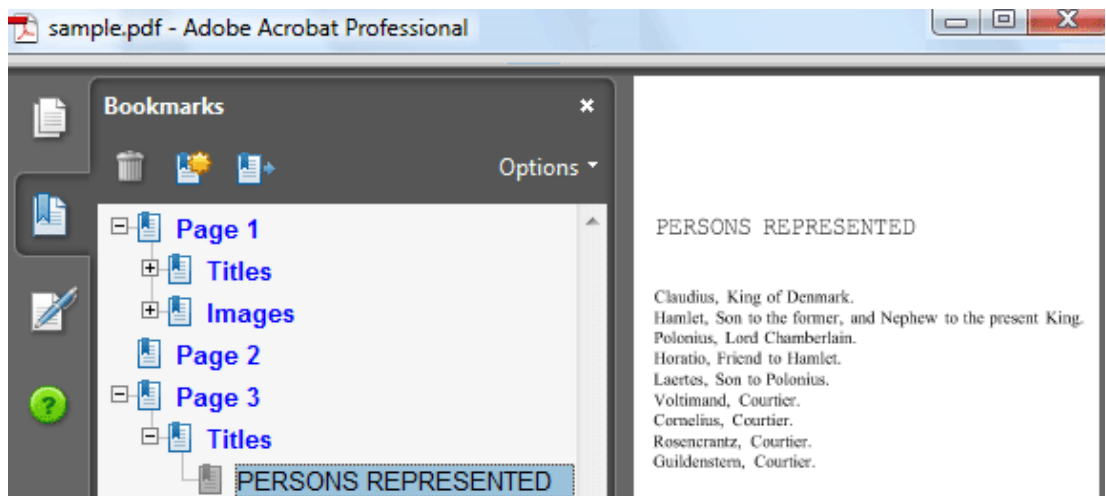 sample.pdf - Adobe Acrobat Professional
Bookmarks
Options
Page 1
Titles
Images
Page 2
Page 3
Titles
PERSONS REPRESENTED
PERSONS REPRESENTED
Claudius, King of Denmark.
Hamlet, Son to the former, and Nephew to the present King.
Polonius, Lord Chamberlain.
Horatio, Friend to Hamlet.
Laertes, Son to Polonius.
Voltimand, Courtier.
Cornelius, Courtier.
Rosencrantz, Courtier.
Guildenstern, Courtier.